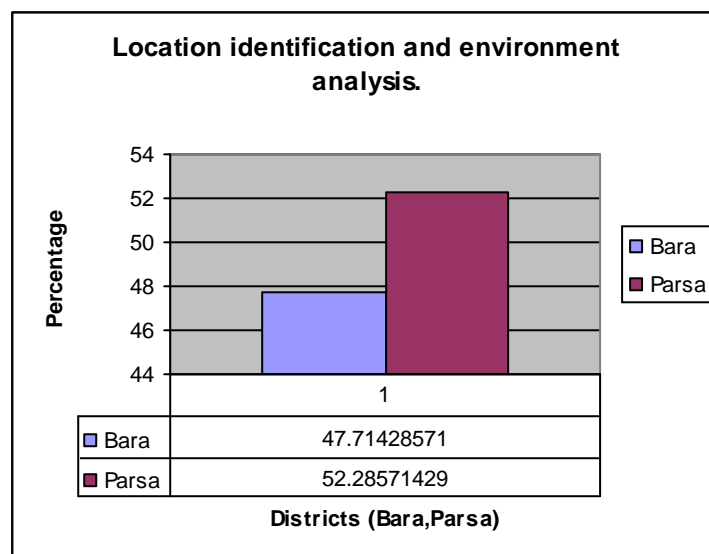 Location identification and environment
analysis.
Percentage
54
52
50
48
46
44
Bara
Parsa
1
Bara 47.71428571
Parsa 52.28571429
Districts (Bara,Parsa)